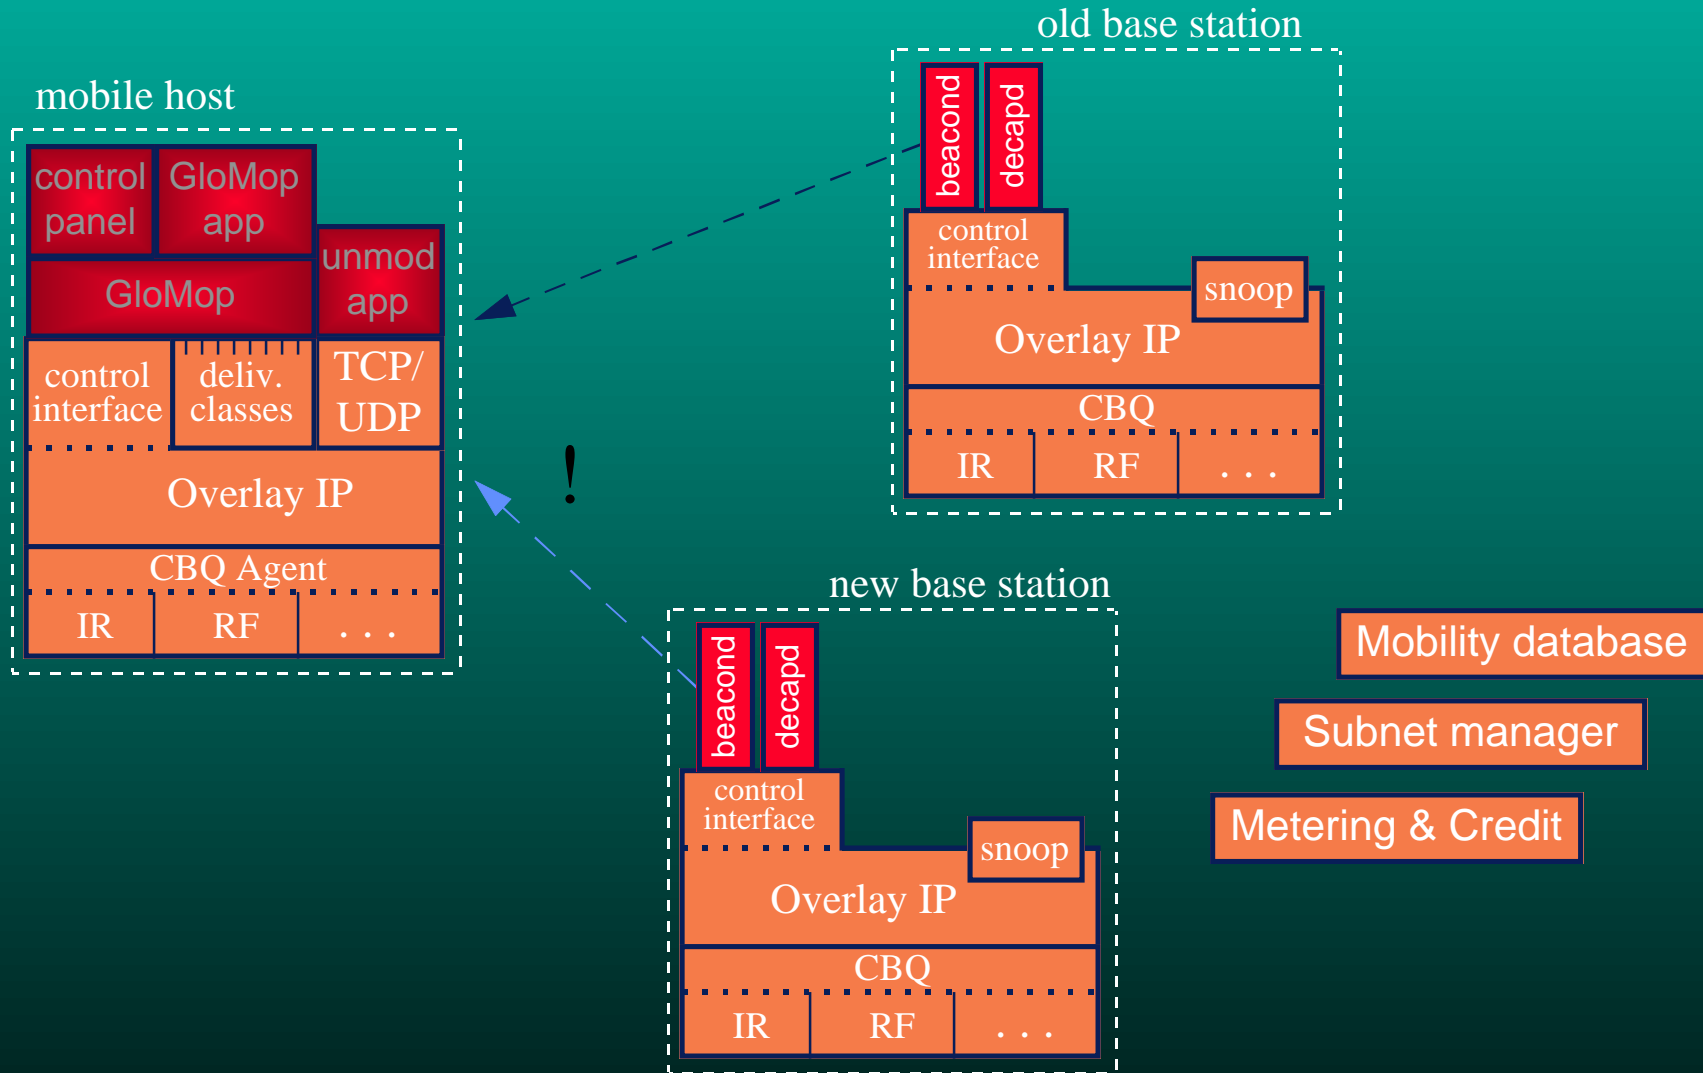 old base station
mobile host
beacond
decapd
control
panel
GloMop
app
unmod
app
GloMop
control
interface
deliv.
classes
TCP/
UDP
Overlay IP
CBQ Agent
IR
RF
. . .
control
interface
snoop
Overlay IP
CBQ
IR
RF
. . .
!
new base station
beacond
decapd
control
interface
snoop
Overlay IP
CBQ
IR
RF
. . .
Mobility database
Subnet manager
Metering & Credit